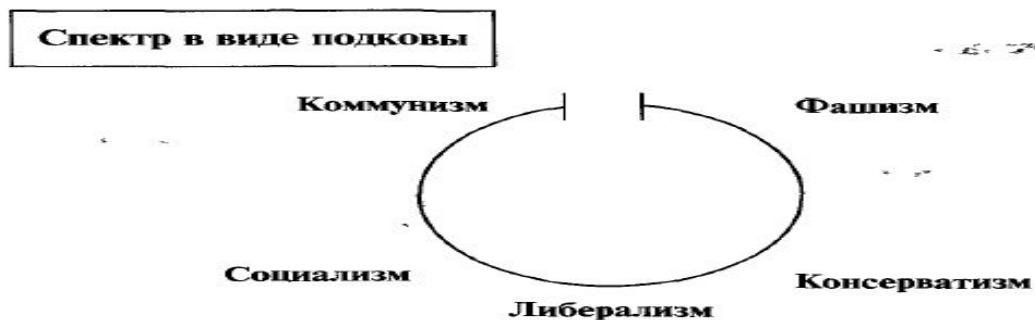 Спектр в виде подковы
Коммунизм
Фашизм
Социализм
Консерватизм
Либерализм